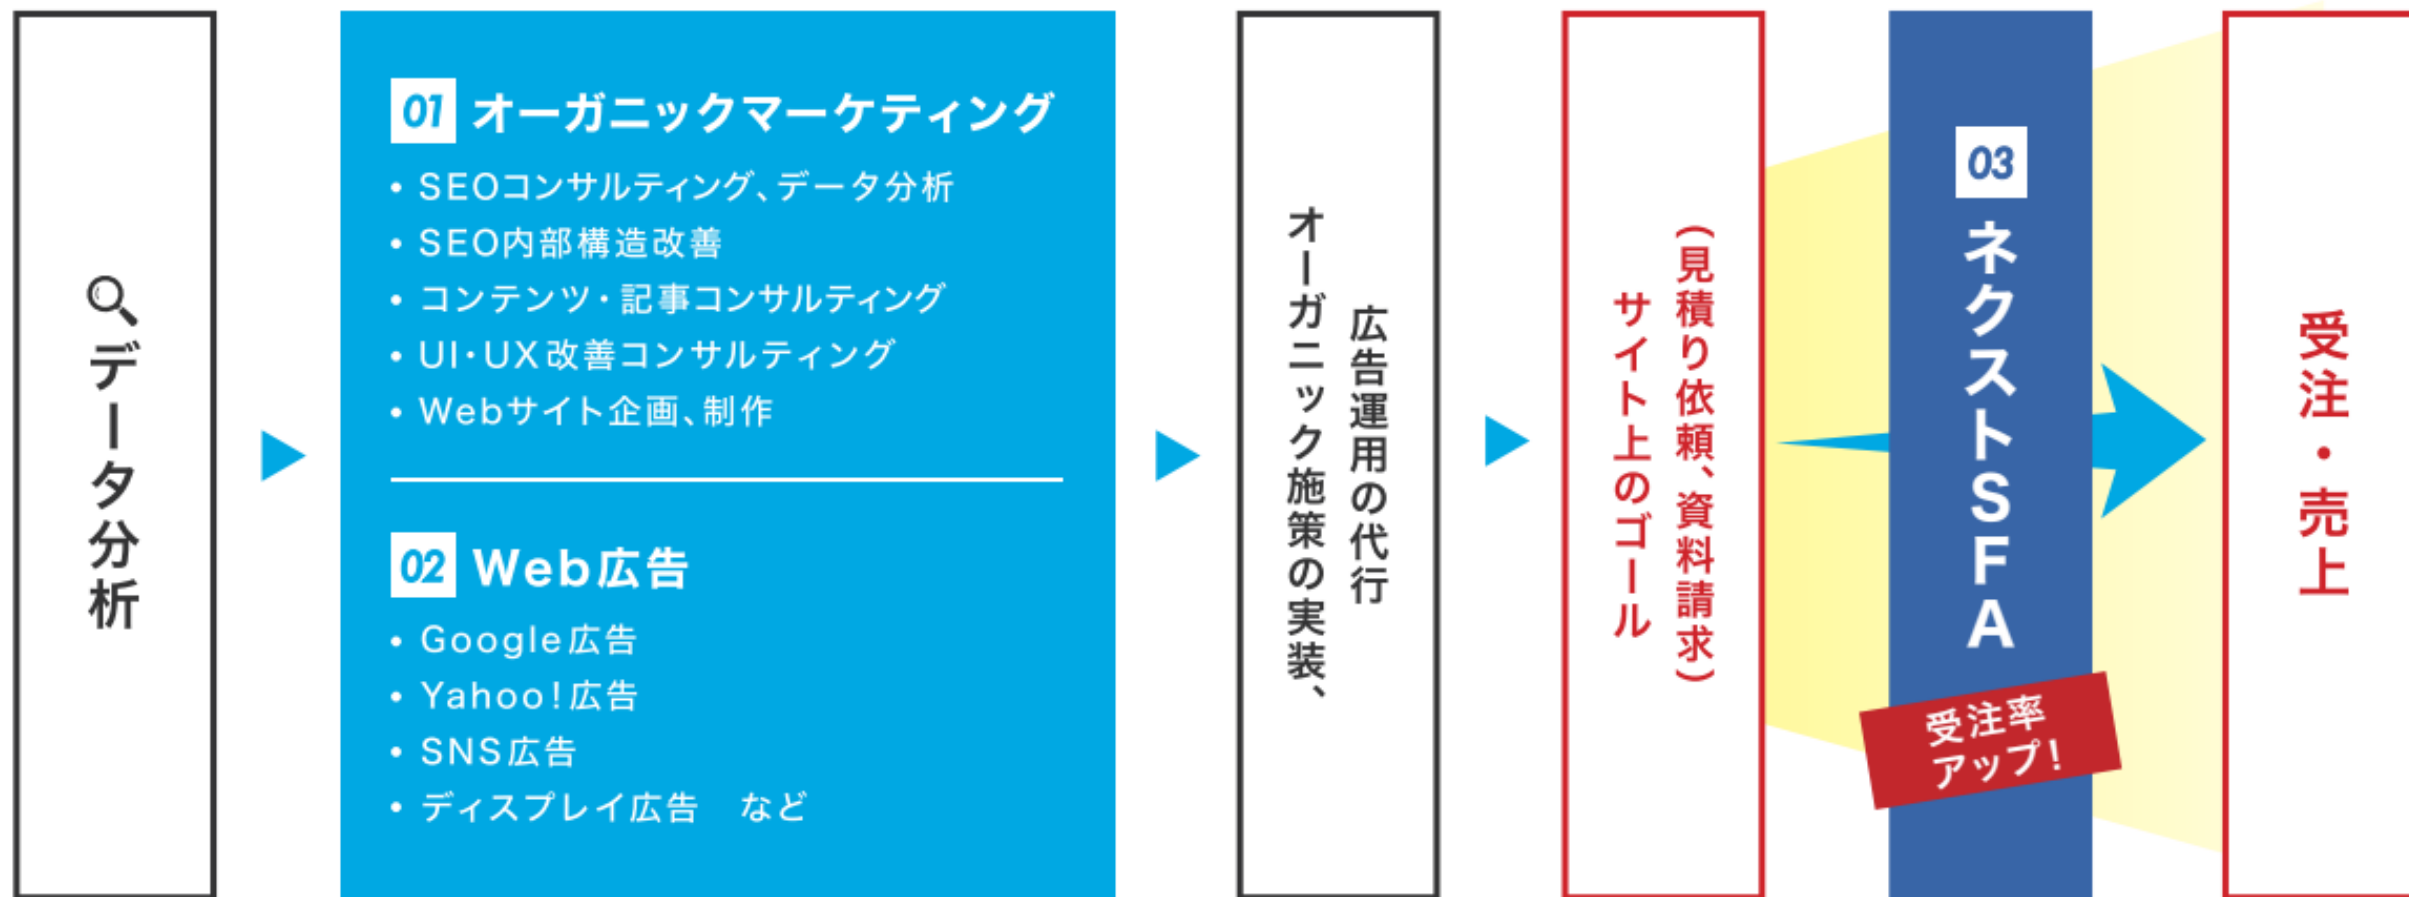 データ分析
01 オーガニックマーケティング
• SEOコンサルティング、データ分析
• SEO内部構造改善
• コンテンツ・記事コンサルティング
• UI・UX改善コンサルティング
• Webサイト企画、制作
02 Web広告
• Google広告
• Yahoo!広告
• SNS広告
• ディスプレイ広告　など
オーガニック施策の実装、
広告運用の代行
サイト上のゴール
(見積り依頼、資料請求)
03
ネクストSFA
受注率
アップ!
受注・売上